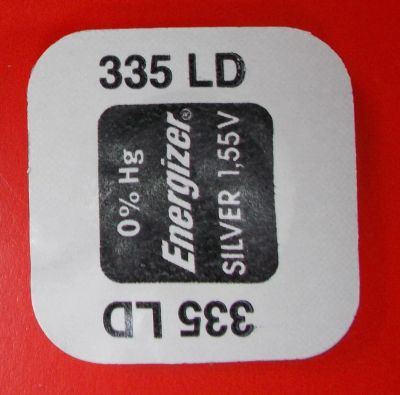 335 LD
0% Hg
Energizer®
SILVER 1,55V
335 LD